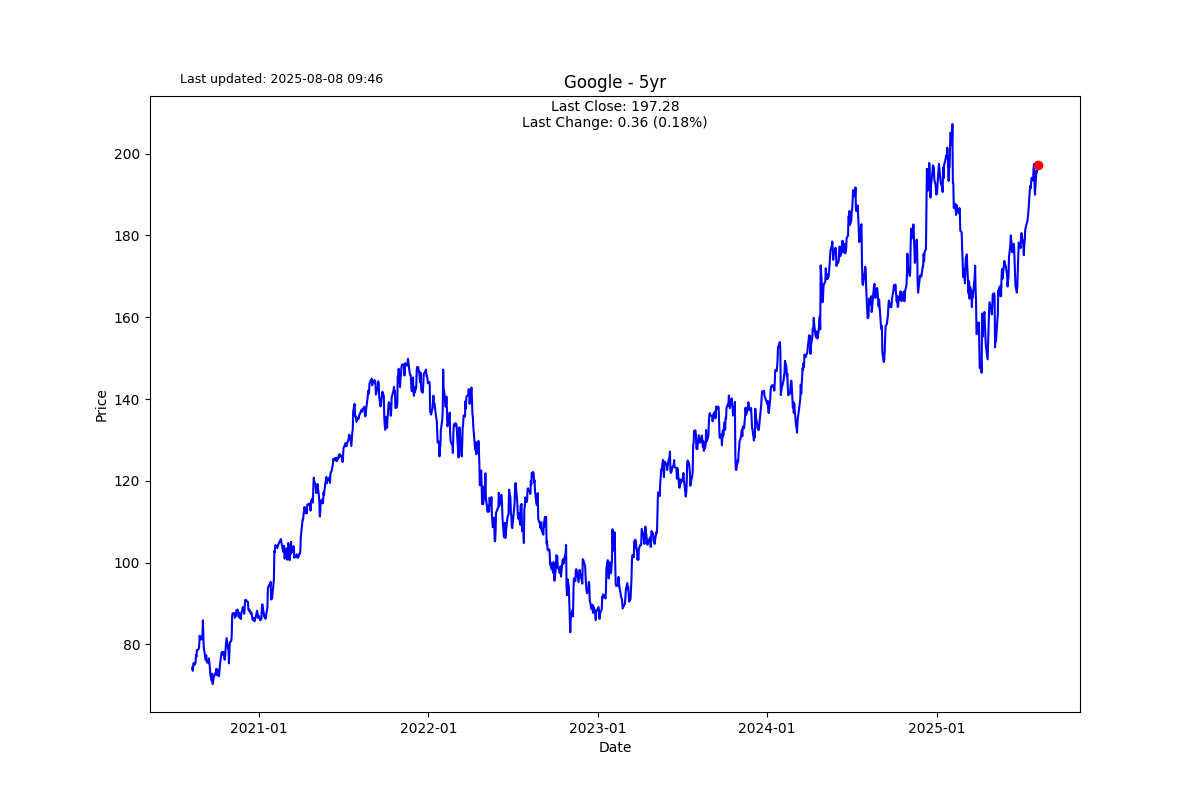 Last updated: 2025-08-08 09:46
Google - 5yr
Last Close: 197.28
Last Change: 0.36 (0.18%)
200
180
160
140
120
100
80
Price
2021-01
2022-01
2023-01
2024-01
2025-01
Date